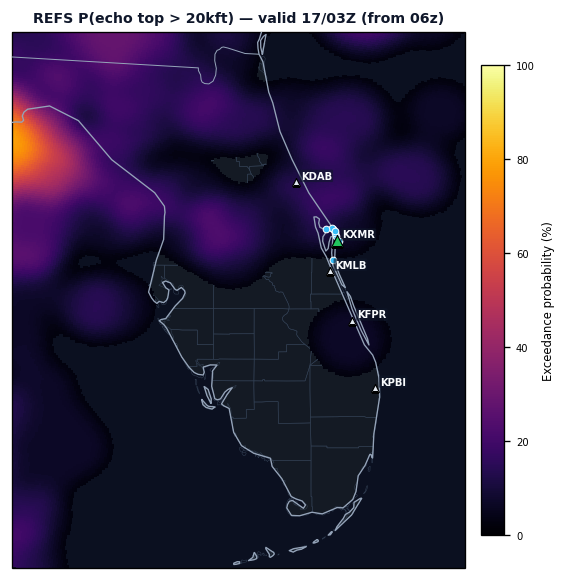 REFS P(echo top > 20kft) — valid 17/03Z (from 06z)
KDAB
KXMR
KMLB
KFPR
KPBI
100
80
60
40
20
0
Exceedance probability (%)